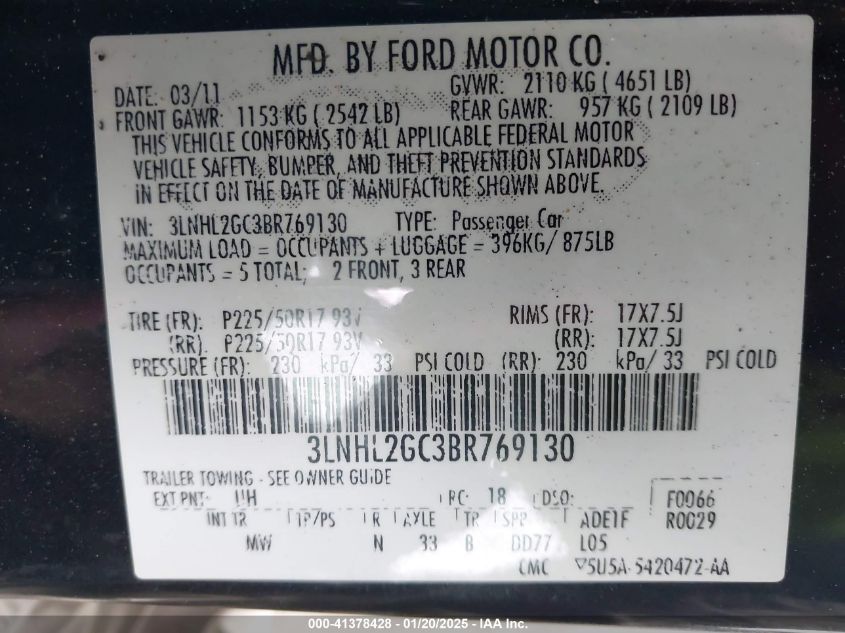 MFD. BY FORD MOTOR CO.
DATE: 03/11 GVWR: 2110 KG ( 4651 LB)
FRONT GAWR: 1153 KG ( 2542 LB) REAR GAWR: 957 KG ( 2109 LB)
THIS VEHICLE CONFORMS TO ALL APPLICABLE FEDERAL MOTOR
VEHICLE SAFETY, BUMPER, AND THEFT PREVENTION STANDARDS
IN EFFECT ON THE DATE OF MANUFACTURE SHOWN ABOVE.
VIN: 3LNHL2GC3BR769130 TYPE: Passenger Car
MAXIMUM LOAD = OCCUPANTS + LUGGAGE = 396KG/ 875LB
OCCUPANTS = 5 TOTAL; 2 FRONT, 3 REAR
TIRE (FR): P225/50R17 93V RIMS (FR): 17X7.5J
(RR): P225/50R17 93V (RR): 17X7.5J
PRESSURE (FR): 230 kPa/ 33 PSI COLD (RR): 230 kPa/ 33 PSI COLD
3LNHL2GC3BR769130
TRAILER TOWING - SEE OWNER GUIDE
EXT PNT: UH RC: 18 DSO: F0066
INT TR TP/PS R AXLE TR SPR ADE1F R0029
MW N 33 8 DD77 L05
CMC ▽5U5A-5420472-AA
000-41378428 - 01/20/2025 - IAA Inc.